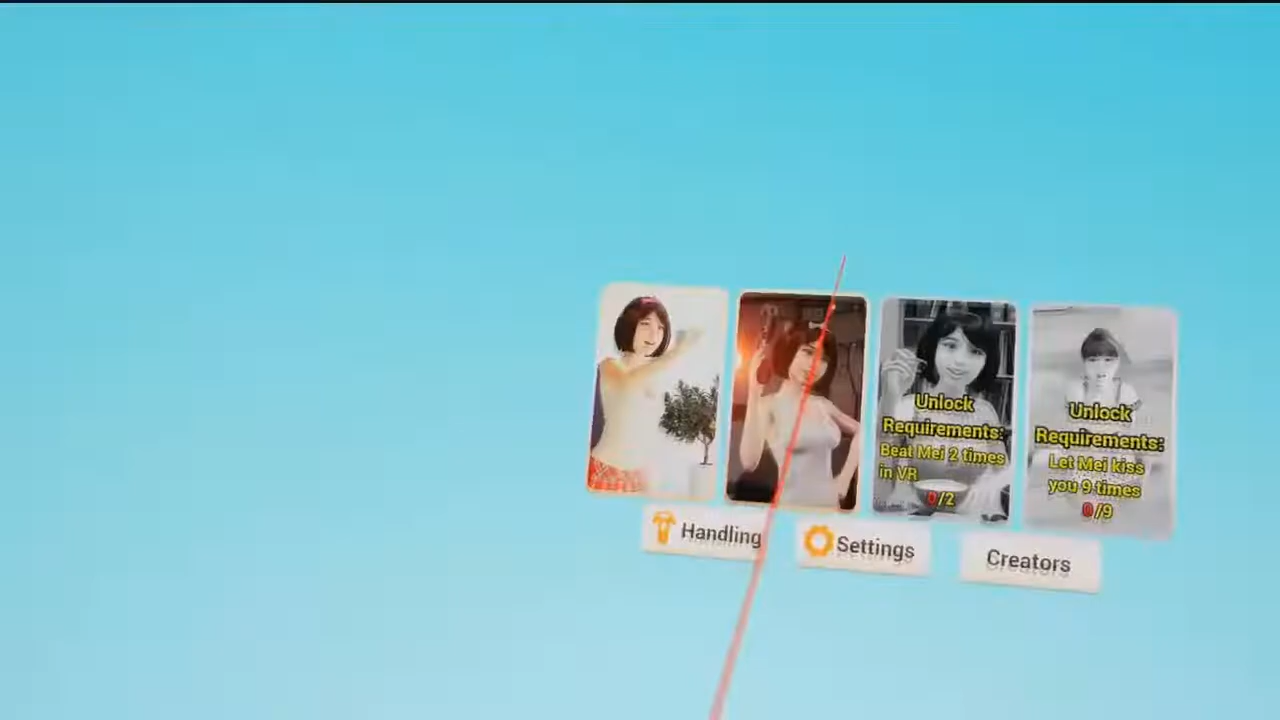 Unlock
Requirements:
Beat Mei 2 times
in VR
0/2
Unlock
Requirements:
Let Mei kiss
you 9 times
0/9
Handling
Settings
Creators